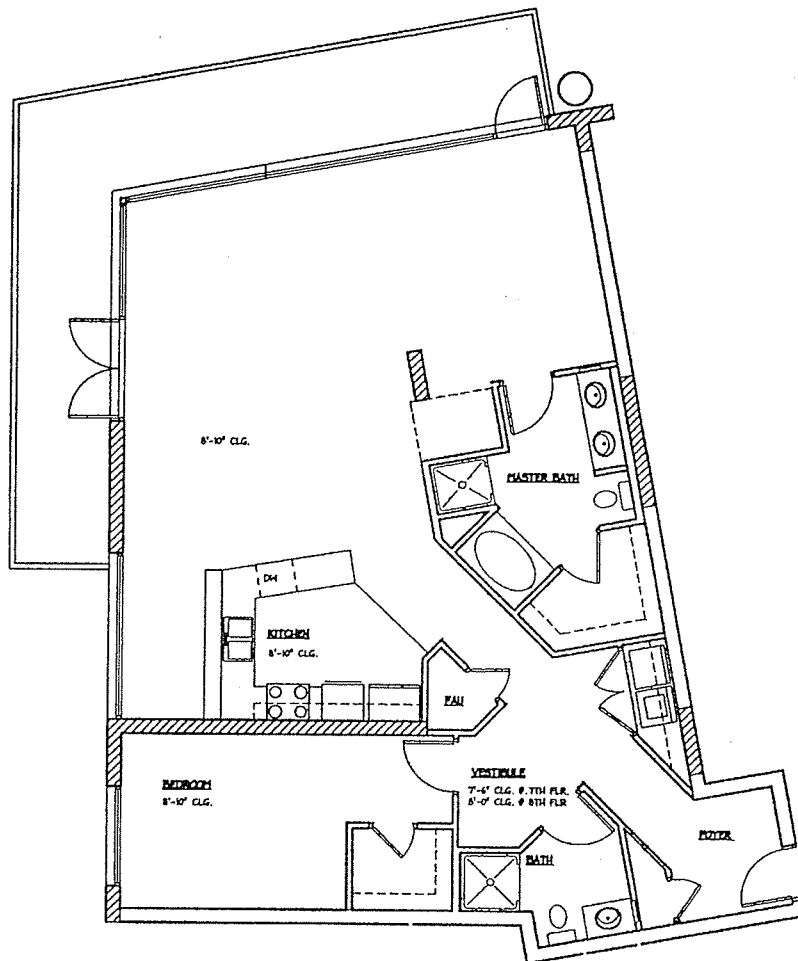 8'-10" CLG.
MASTER BATH
DW
KITCHEN
8'-10" CLG.
FAU
BEDROOM
8'-10" CLG.
VESTIBULE
7'-6" CLG. @ 7TH FLR.
8'-0" CLG. @ 8TH FLR
FOYER
BATH